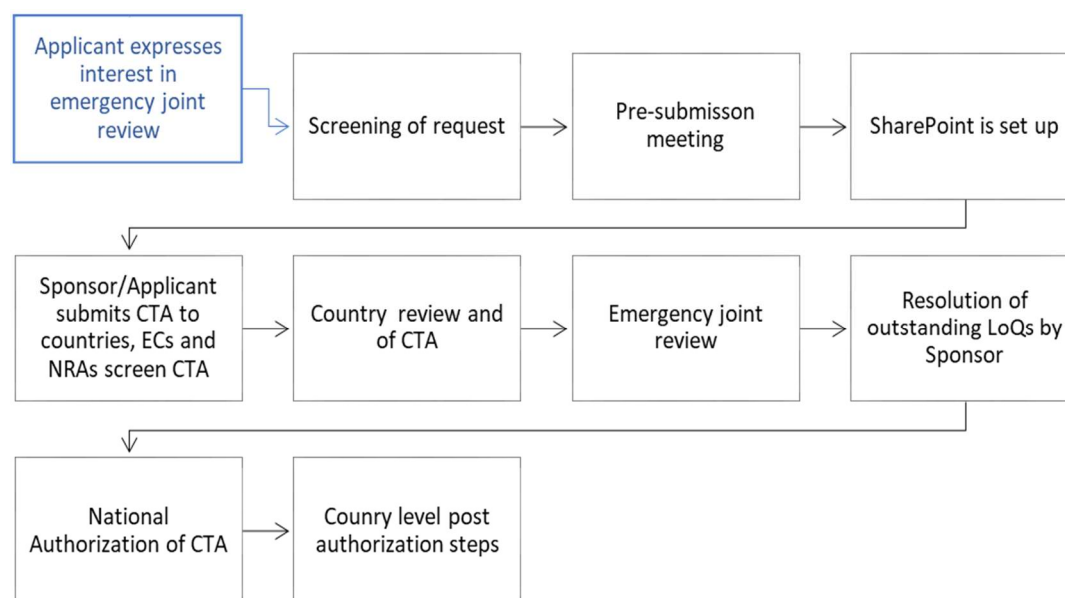 Applicant expresses
interest in
emergency joint
review
Screening of request
Pre-submisson
meeting
SharePoint is set up
Sponsor/Applicant
submits CTA to
countries, ECs and
NRAs screen CTA
Country review and
of CTA
Emergency joint
review
Resolution of
outstanding LoQs by
Sponsor
National
Authorization of CTA
Counry level post
authorization steps